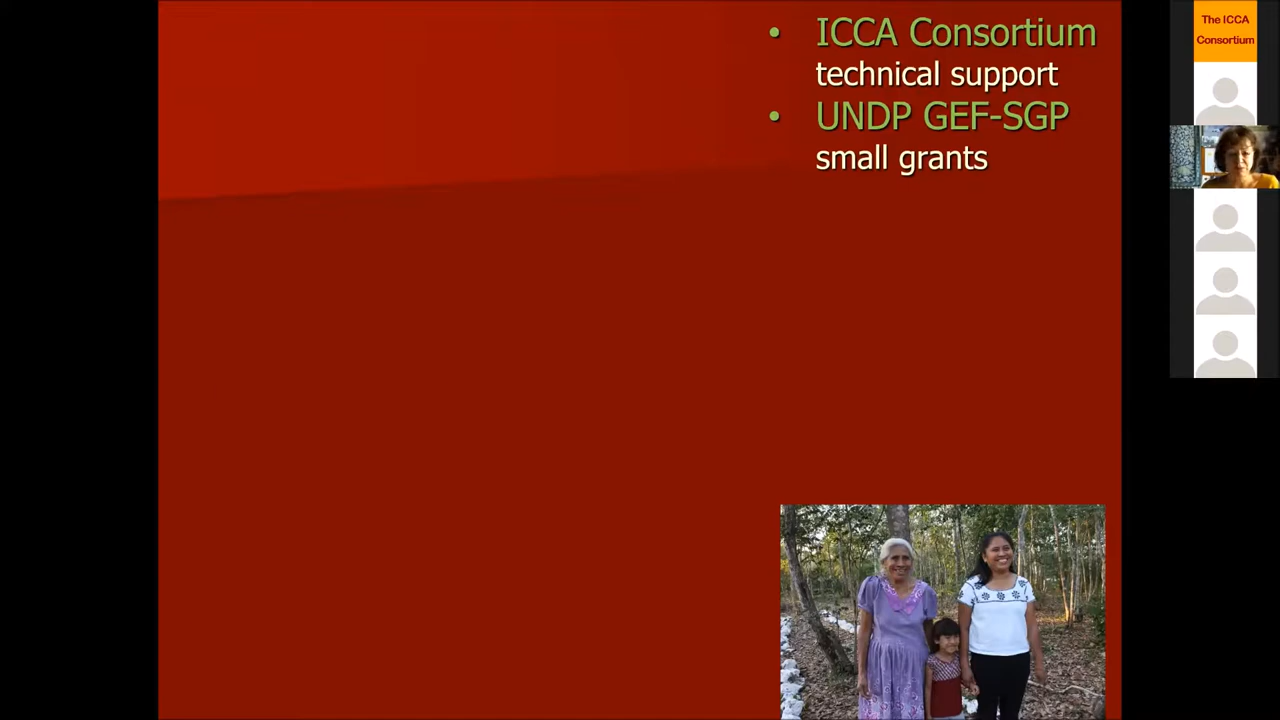 • ICCA Consortium
technical support
• UNDP GEF-SGP
small grants
The ICCA
Consortium